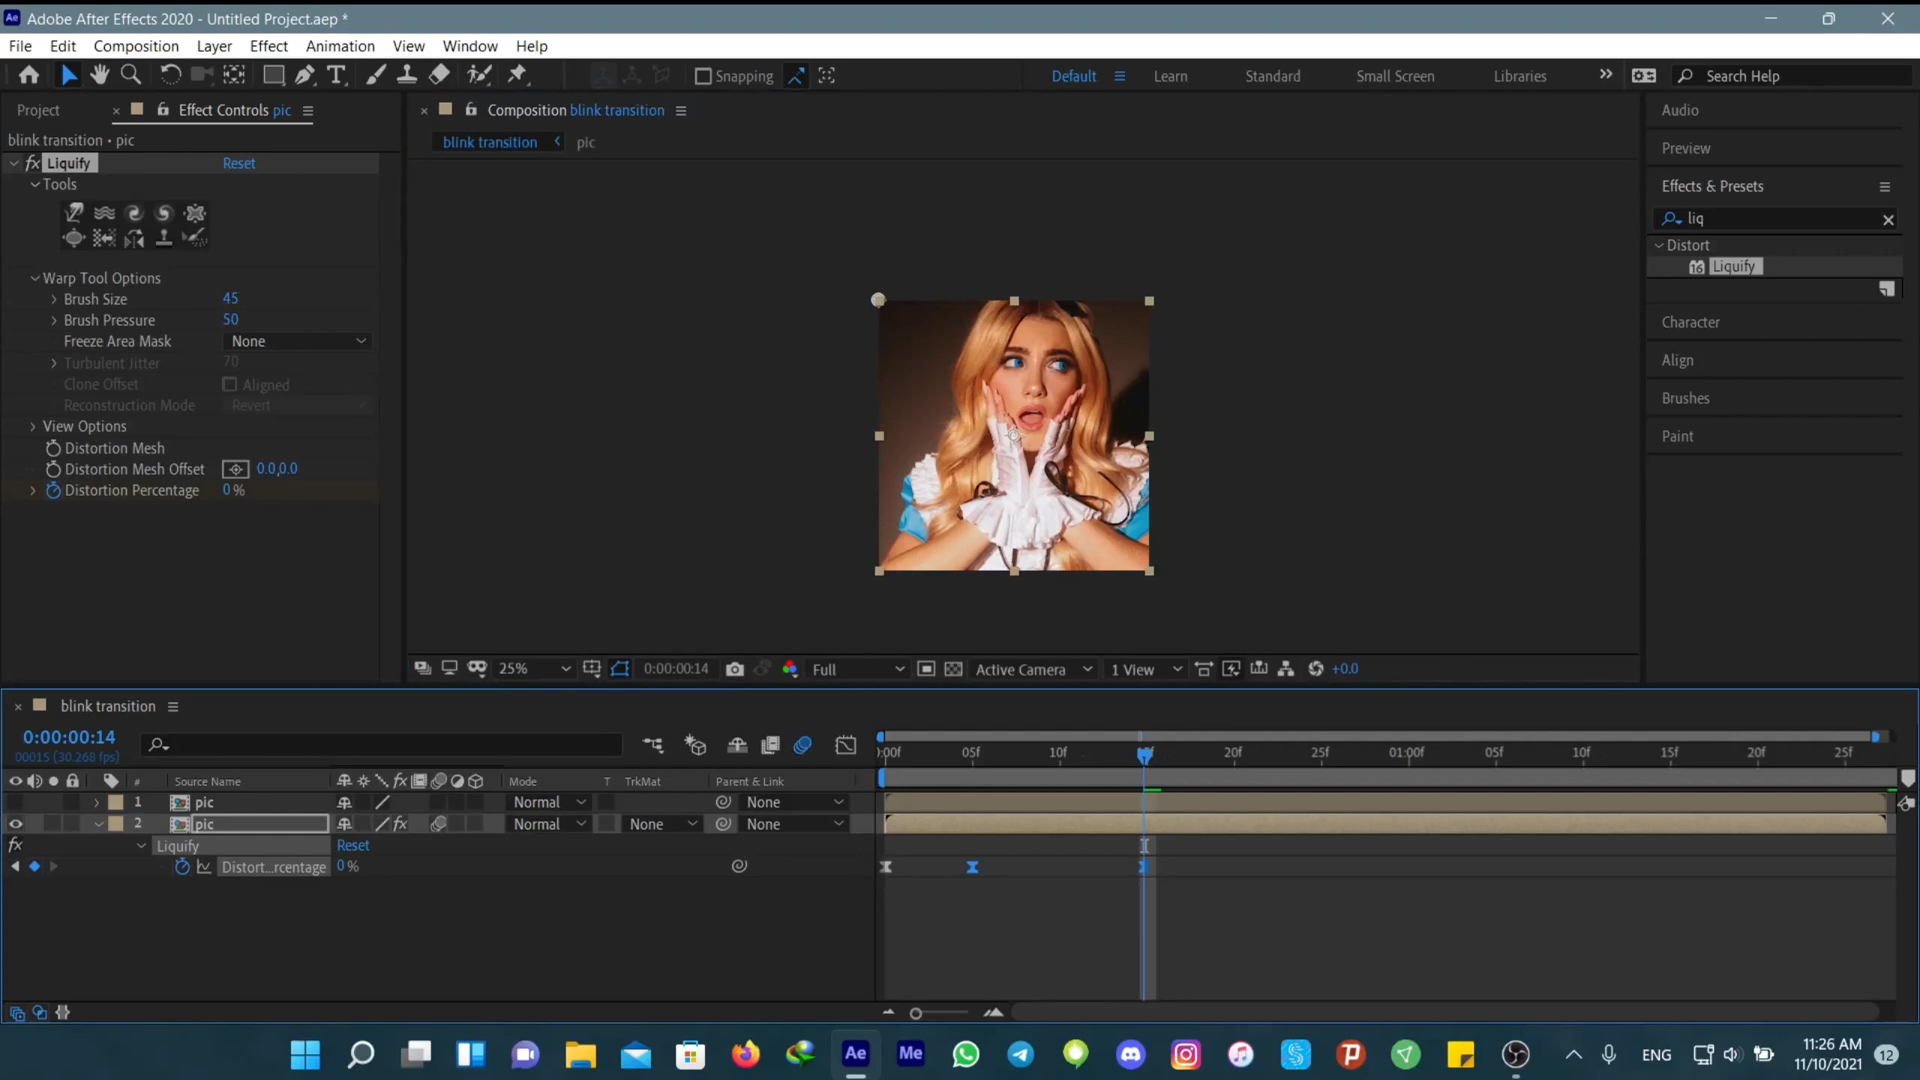 Adobe After Effects 2020 - Untitled Project.aep *
File Edit Composition Layer Effect Animation View Window Help
Snapping
Default Learn Standard Small Screen Libraries Search Help
Project Effect Controls pic
Composition blink transition
Audio
blink transition • pic
blink transition pic
Preview
fx Liquify Reset
Tools
Effects & Presets
liq
Distort
16 Liquify
Warp Tool Options
Brush Size 45
Brush Pressure 50
Freeze Area Mask None
Turbulent Jitter 70
Clone Offset Aligned
Reconstruction Mode Revert
View Options
Distortion Mesh
Distortion Mesh Offset 0.0,0.0
Distortion Percentage 0 %
Character
Align
Brushes
Paint
25% 0:00:00:14 Full Active Camera 1 View +0.0
blink transition
0:00:00:14
00015 (30.268 fps)
:00f 05f 10f 20f 25f 01:00f 05f 10f 15f 20f 25f
# Source Name fx Mode T TrkMat Parent & Link
1 pic Normal None
2 pic fx Normal None None
fx Liquify Reset
Distort...rcentage 0 %
Ae Me
ENG
11:26 AM
11/10/2021
12